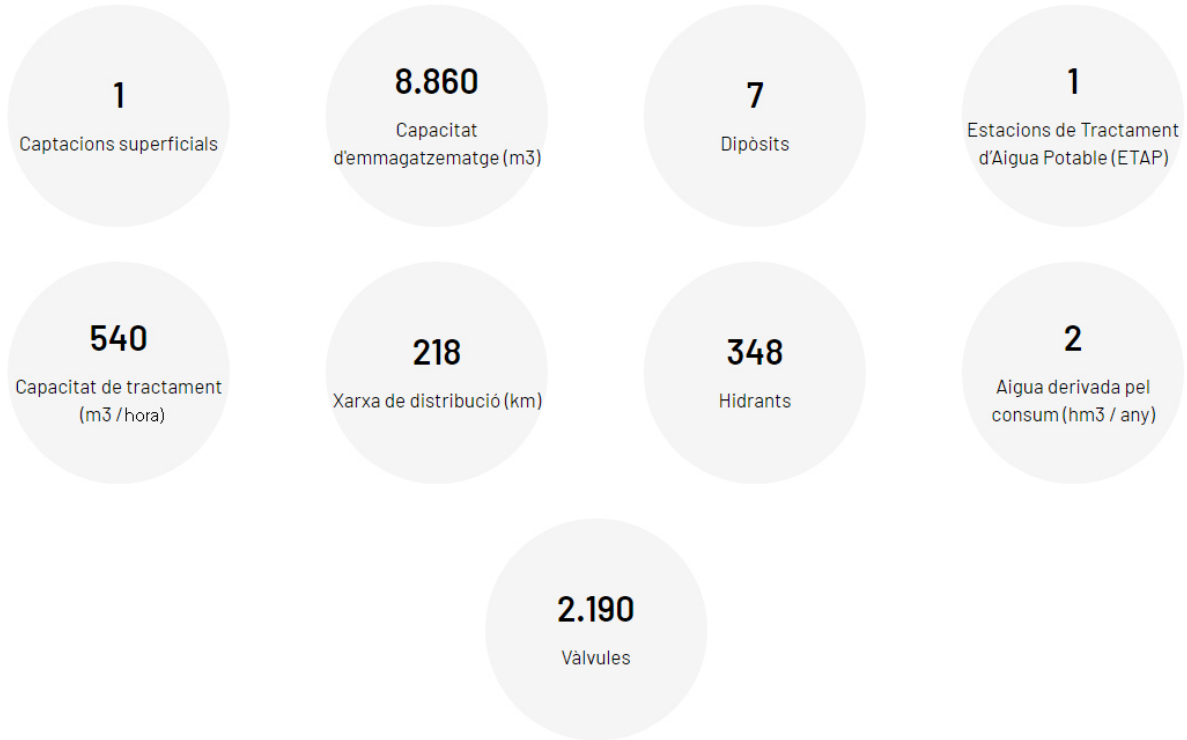 1
Captacions superficials
8.860
Capacitat
d'emmagatzematge (m3)
7
Dipòsits
1
Estacions de Tractament
d’Aigua Potable (ETAP)
540
Capacitat de tractament
(m3 / hora)
218
Xarxa de distribució (km)
348
Hidrants
2
Aigua derivada pel
consum (hm3 / any)
2.190
Vàlvules